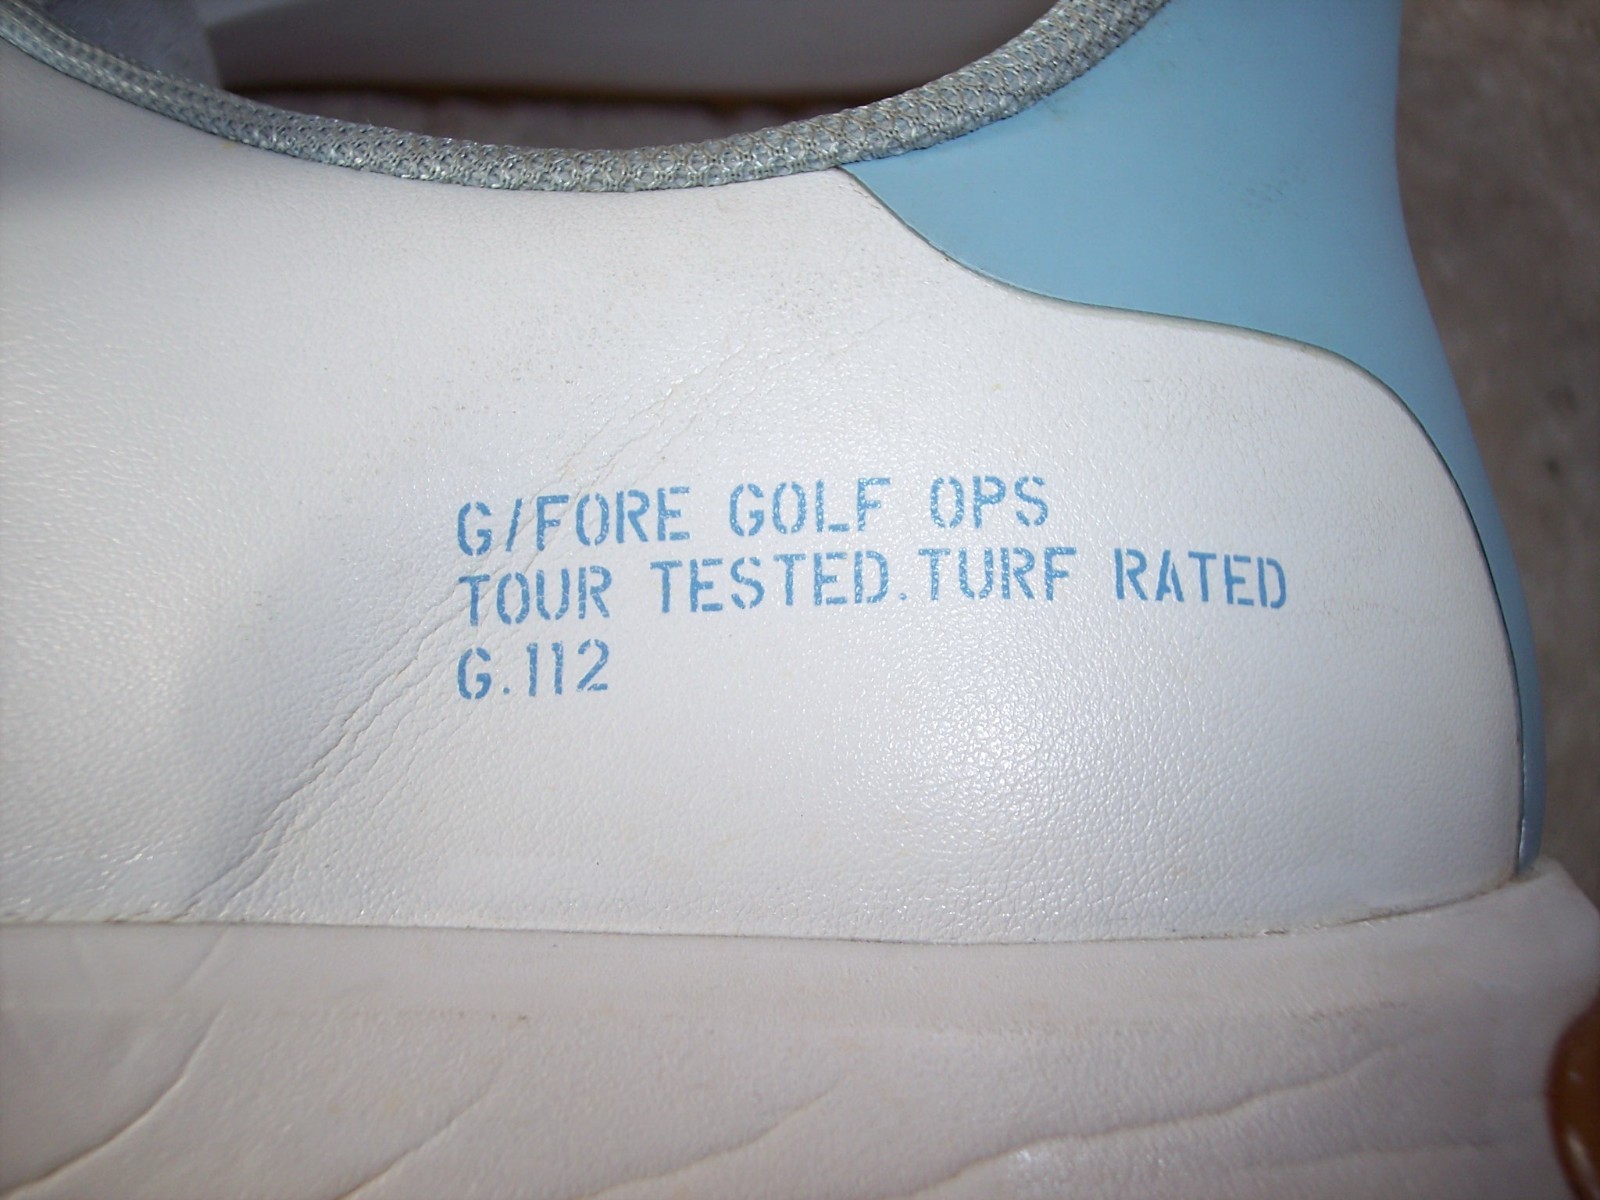 G/FORE GOLF OPS
TOUR TESTED.TURF RATED
G.112